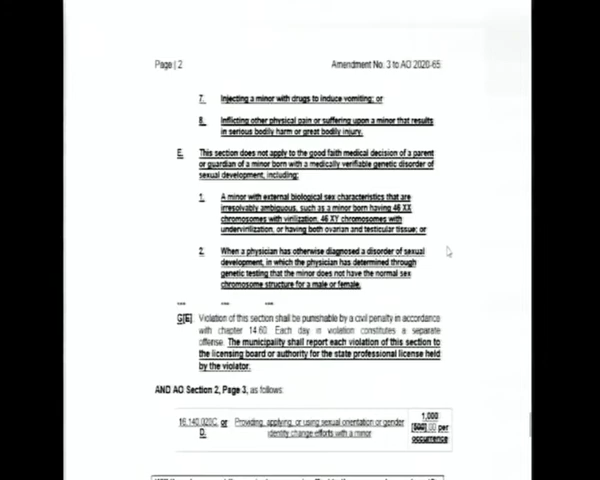 Page | 2 Amendment No. 3 to AO 2020-65
7. Injecting a minor with drugs to induce vomiting; or
8. Inflicting other physical pain or suffering upon a minor that results
in serious bodily harm or great bodily injury.
E. This section does not apply to the good faith medical decision of a parent
or guardian of a minor born with a medically verifiable genetic disorder of
sexual development, including:
1. A minor with external biological sex characteristics that are
irresolvably ambiguous, such as a minor born having 46 XX
chromosomes with virilization, 46 XY chromosomes with
undervirilization, or having both ovarian and testicular tissue; or
2. When a physician has otherwise diagnosed a disorder of sexual
development, in which the physician has determined through
genetic testing that the minor does not have the normal sex
chromosome structure for a male or female.
*** *** ***
G[E]. Violation of this section shall be punishable by a civil penalty in accordance
with chapter 14.60. Each day in violation constitutes a separate
offense. The municipality shall report each violation of this section to
the licensing board or authority for the state professional license held
by the violator.
AND AO Section 2, Page 3, as follows:
16.140.020C. or D. Providing, applying, or using sexual orientation or gender
identity change efforts with a minor
1,000
[500].00 per
occurrence